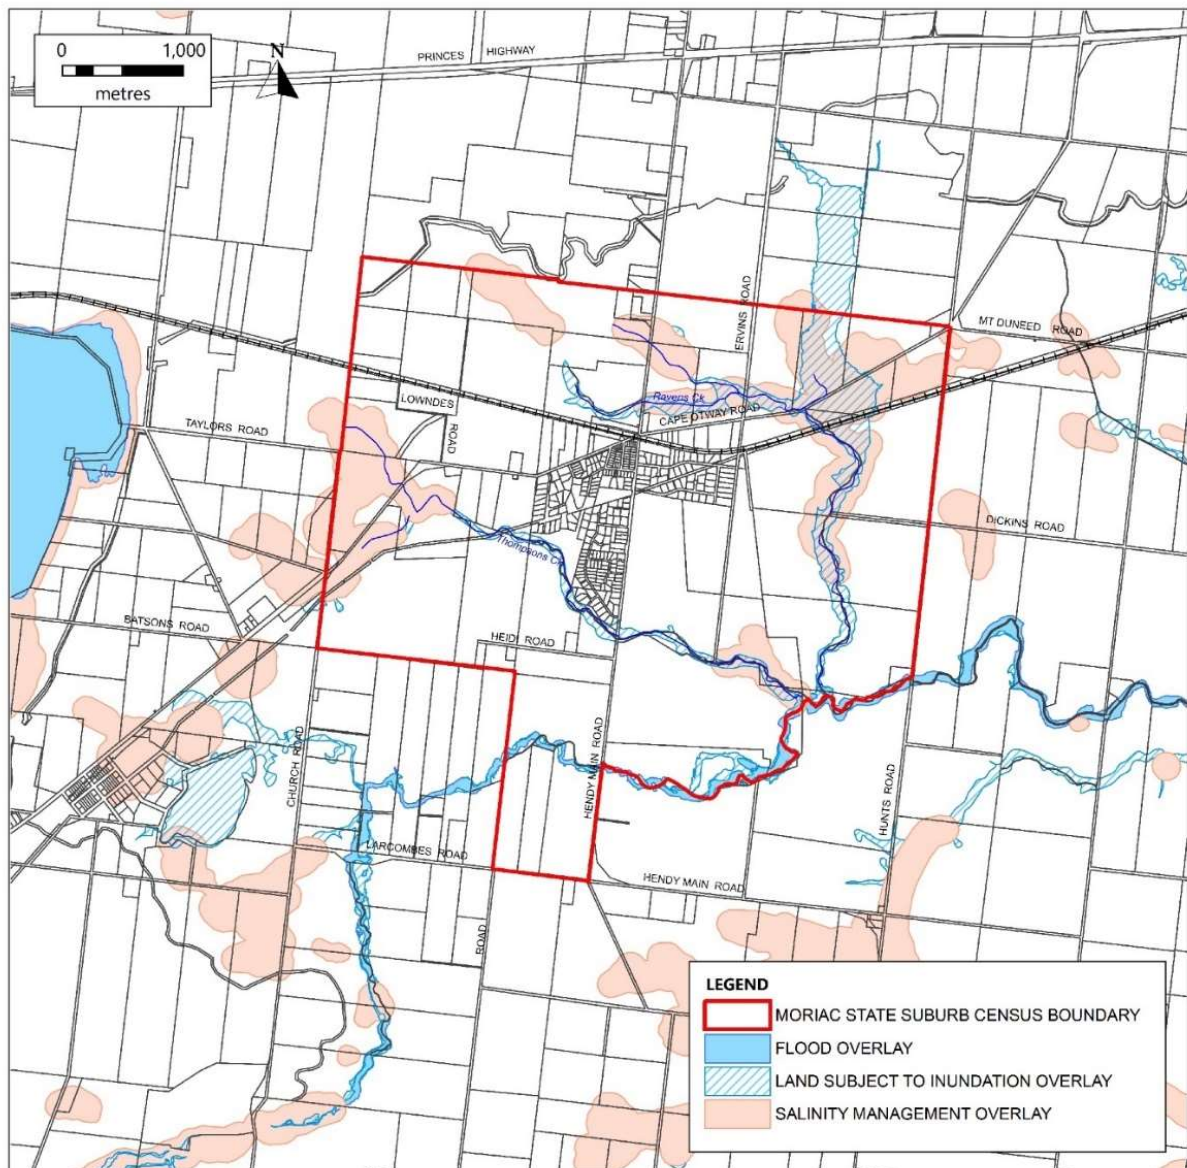 0 1,000
metres
N
PRINCES HIGHWAY
ERVINS ROAD
MT DUNEED ROAD
Ravens Ck
CAPE OTWAY ROAD
LOWNDES
ROAD
TAYLORS ROAD
DICKINS ROAD
Thompsons Ck
BATSONS ROAD
HEIDI ROAD
CHURCH ROAD
HENDY MAIN ROAD
HUNTS ROAD
LARCOMBES ROAD
HENDY MAIN ROAD
ROAD
LEGEND
MORIAC STATE SUBURB CENSUS BOUNDARY
FLOOD OVERLAY
LAND SUBJECT TO INUNDATION OVERLAY
SALINITY MANAGEMENT OVERLAY